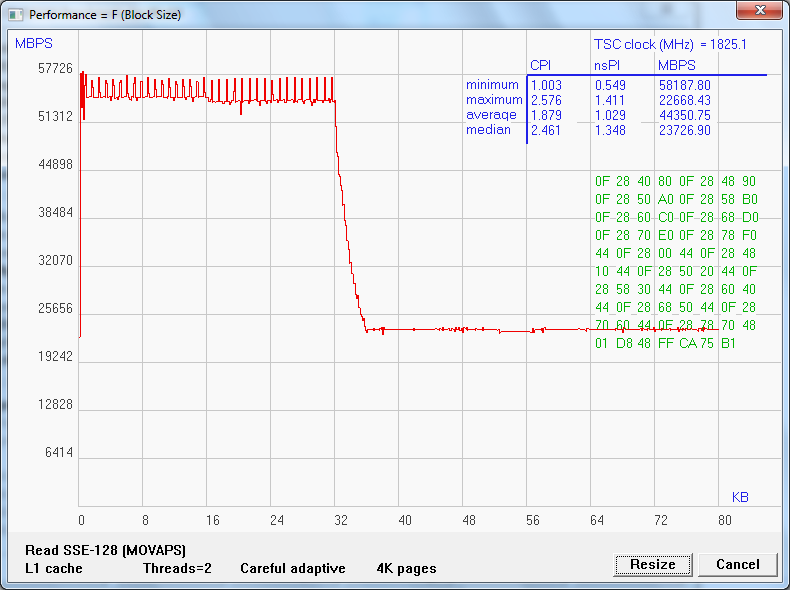 Performance = F (Block Size)
MBPS
TSC clock (MHz) = 1825.1
CPI nsPI MBPS
minimum 1.003 0.549 58187.80
maximum 2.576 1.411 22668.43
average 1.879 1.029 44350.75
median 2.461 1.348 23726.90
57726
51312
44898
38484
32070
25656
19242
12828
6414
0F 28 40 80 0F 28 48 90
0F 28 50 A0 0F 28 58 B0
0F 28 60 C0 0F 28 68 D0
0F 28 70 E0 0F 28 78 F0
44 0F 28 00 44 0F 28 48
10 44 0F 28 50 20 44 0F
28 58 30 44 0F 28 60 40
44 0F 28 68 50 44 0F 28
70 60 44 0F 28 78 70 48
01 D8 48 FF CA 75 B1
KB
0 8 16 24 32 40 48 56 64 72 80
Read SSE-128 (MOVAPS)
L1 cache Threads=2 Careful adaptive 4K pages
Resize Cancel